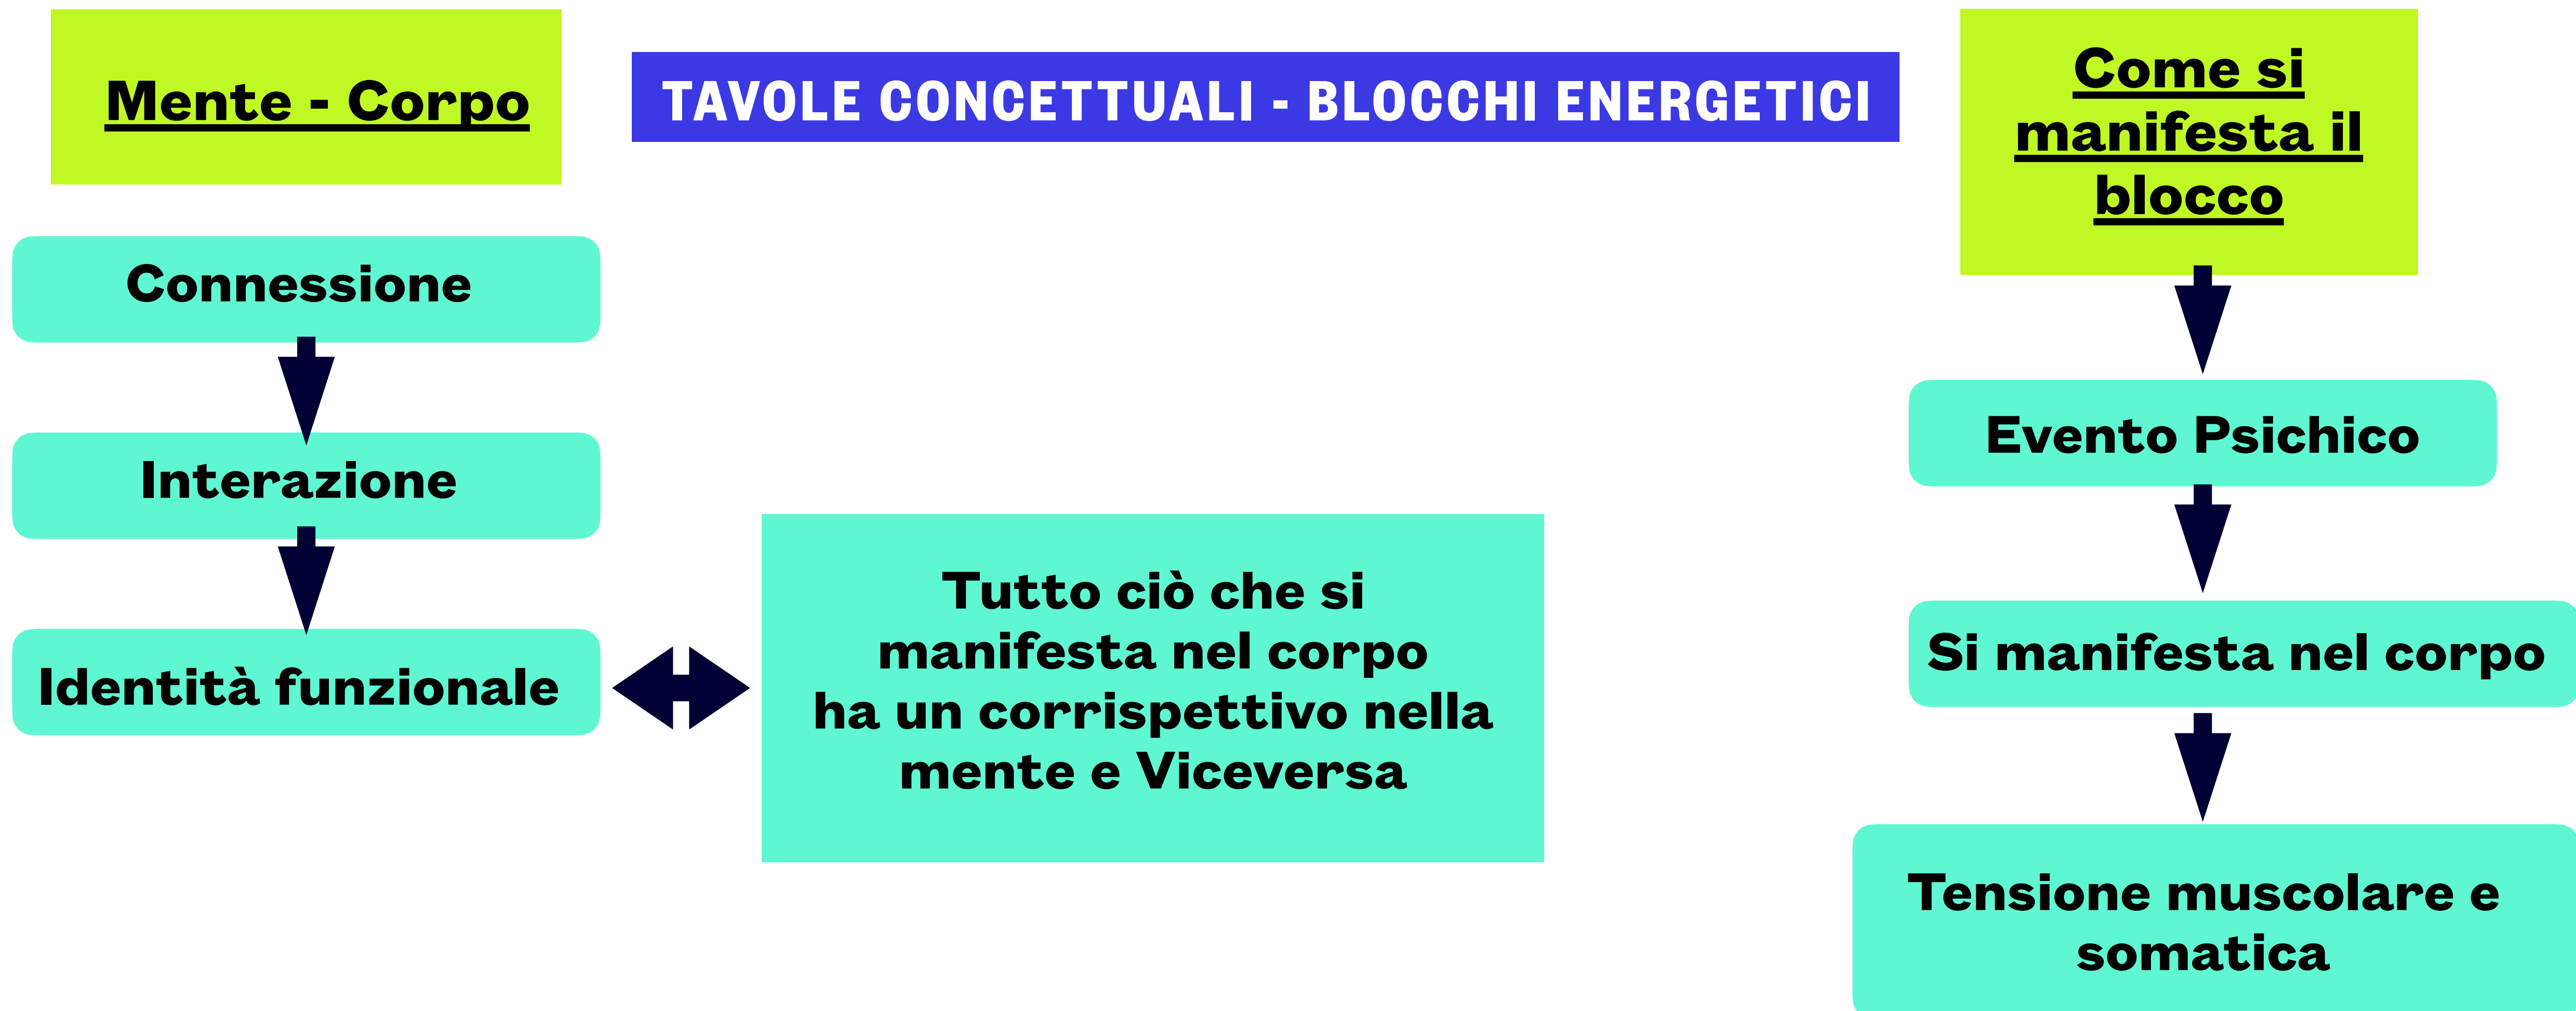 Mente - Corpo
TAVOLE CONCETTUALI - BLOCCHI ENERGETICI
Come si
manifesta il
blocco
Connessione
Interazione
Identità funzionale
Tutto ciò che si
manifesta nel corpo
ha un corrispettivo nella
mente e Viceversa
Evento Psichico
Si manifesta nel corpo
Tensione muscolare e
somatica